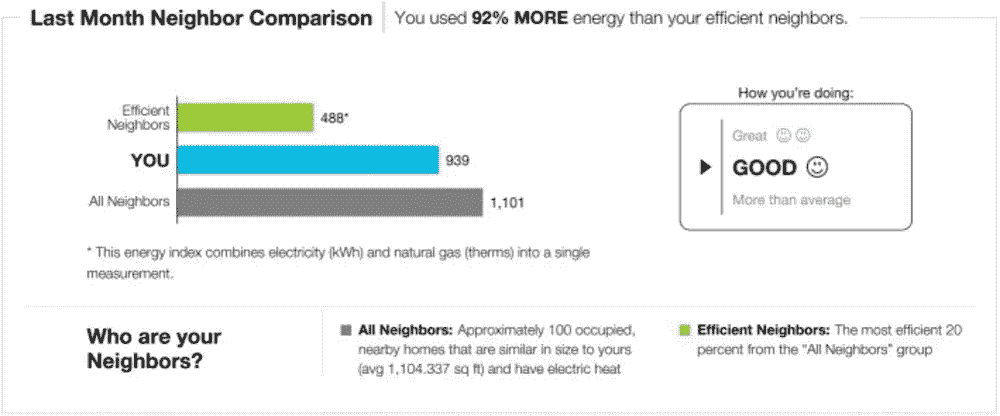 Last Month Neighbor Comparison
You used 92% MORE energy than your efficient neighbors.
Efficient
Neighbors
488*
YOU
939
All Neighbors
1,101
How you're doing:
Great
GOOD
More than average
* This energy index combines electricity (kWh) and natural gas (therms) into a single
measurement.
Who are your
Neighbors?
All Neighbors: Approximately 100 occupied,
nearby homes that are similar in size to yours
(avg 1,104.337 sq ft) and have electric heat
Efficient Neighbors: The most efficient 20
percent from the "All Neighbors" group